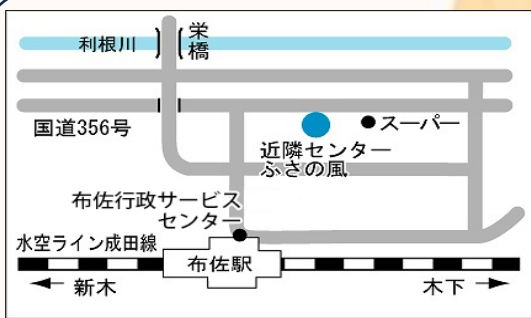 利根川
栄橋
国道356号
スーパー
近隣センター
ふさの風
布佐行政サービス
センター
水空ライン成田線
布佐駅
新木
木下